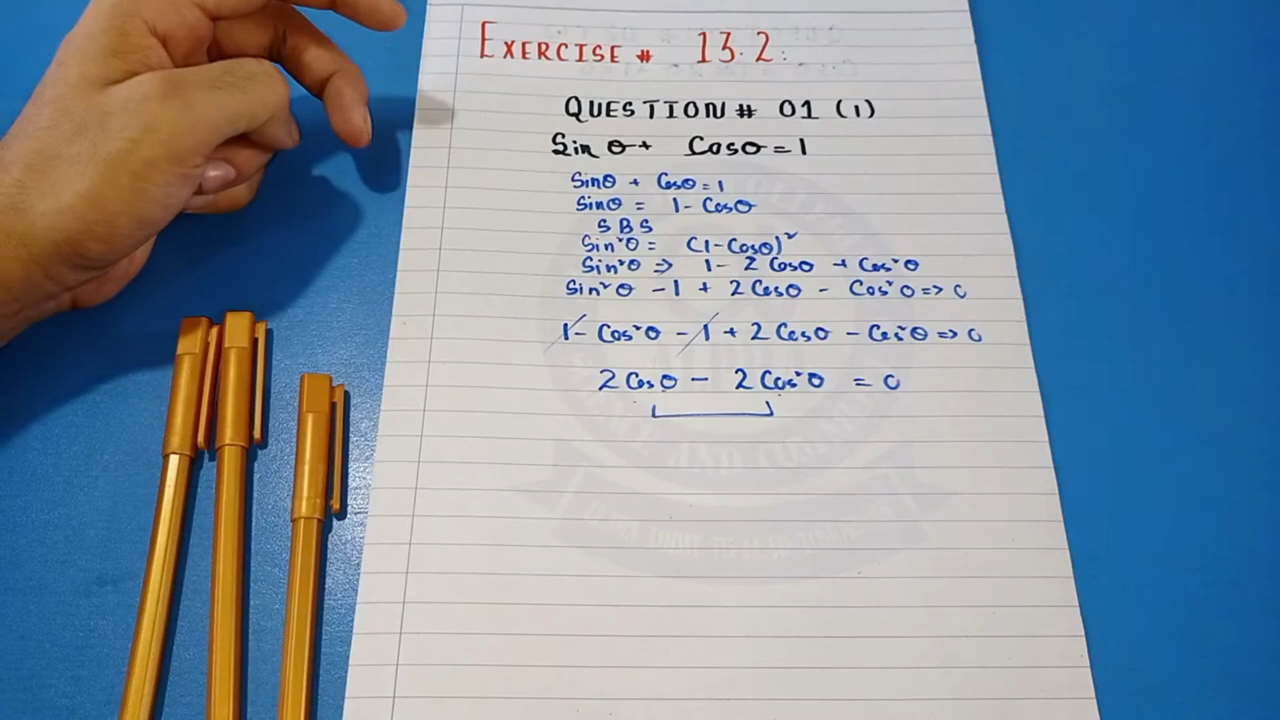 EXERCISE # 13.2:
QUESTION # 01 (1)
Sin θ + Cosθ = 1
Sinθ + Cosθ = 1
Sinθ = 1 - Cosθ
SBS
Sin²θ = (1-Cosθ)²
Sin²θ => 1 - 2 Cosθ + Cos²θ
Sin²θ - 1 + 2 Cosθ - Cos²θ => 0
1 - Cos²θ - 1 + 2 Cosθ - Cos²θ => 0
2 Cosθ - 2 Cos²θ = 0